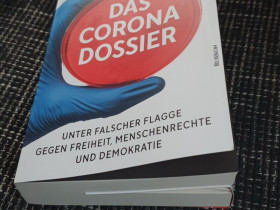 DAS
CORONA
DOSSIER
UNTER FALSCHER FLAGGE
GEGEN FREIHEIT, MENSCHENRECHTE
UND DEMOKRATIE